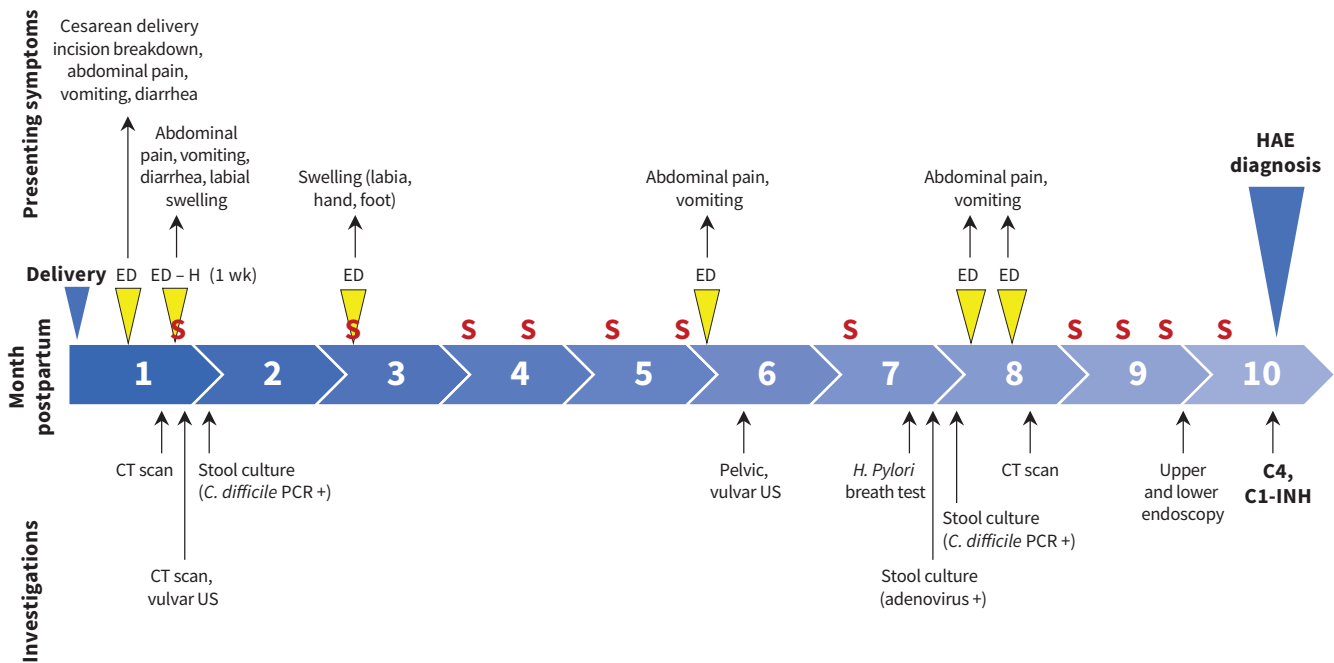 Presenting symptoms
Cesarean delivery
incision breakdown,
abdominal pain,
vomiting, diarrhea
Abdominal
pain, vomiting,
diarrhea, labial
swelling
Swelling (labia,
hand, foot)
Abdominal pain,
vomiting
Abdominal pain,
vomiting
HAE
diagnosis
Delivery
ED
ED – H (1 wk)
ED
ED
ED
ED
S
S
S
S
S
S
S
S
S
S
S
Month
postpartum
1
2
3
4
5
6
7
8
9
10
Investigations
CT scan
CT scan,
vulvar US
Stool culture
(C. difficile PCR +)
Pelvic,
vulvar US
H. Pylori
breath test
Stool culture
(adenovirus +)
Stool culture
(C. difficile PCR +)
CT scan
Upper
and lower
endoscopy
C4,
C1-INH